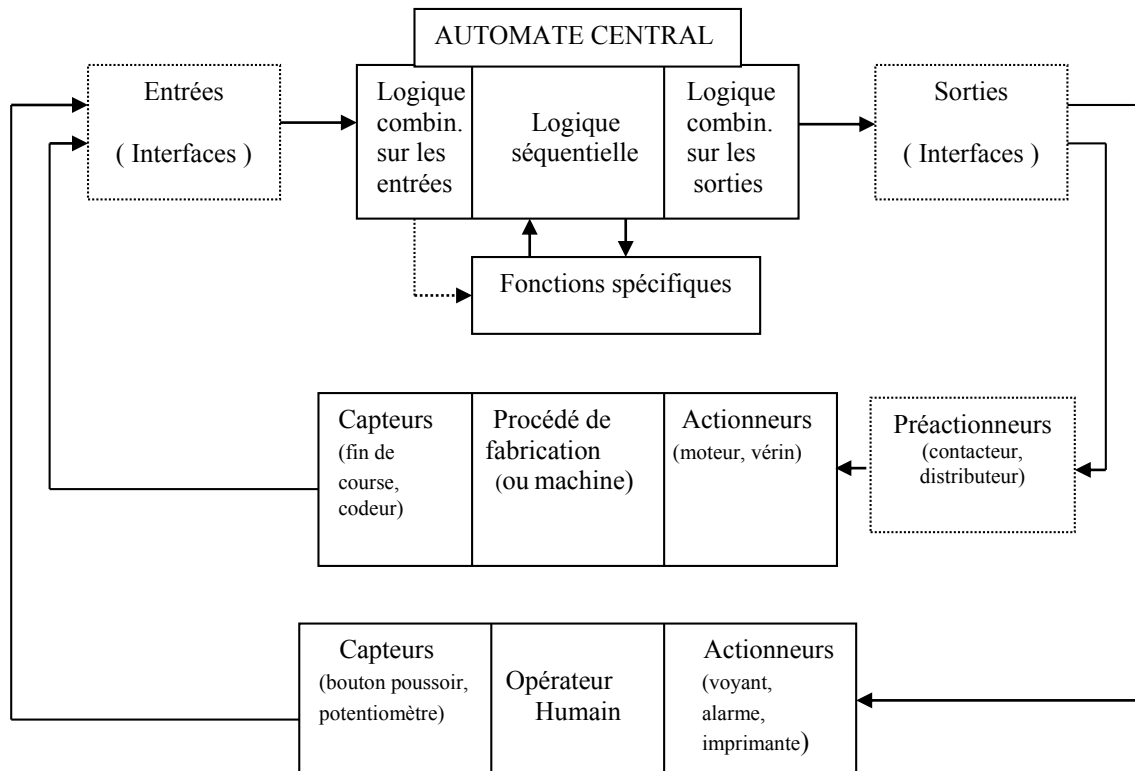 AUTOMATE CENTRAL
Entrées
( Interfaces )
Logique
combin.
sur les
entrées
Logique
séquentielle
Logique
combin.
sur les
sorties
Sorties
( Interfaces )
Fonctions spécifiques
Capteurs
(fin de
course,
codeur)
Procédé de
fabrication
(ou machine)
Actionneurs
(moteur, vérin)
Préactionneurs
(contacteur,
distributeur)
Capteurs
(bouton poussoir,
potentiomètre)
Opérateur
Humain
Actionneurs
(voyant,
alarme,
imprimante)